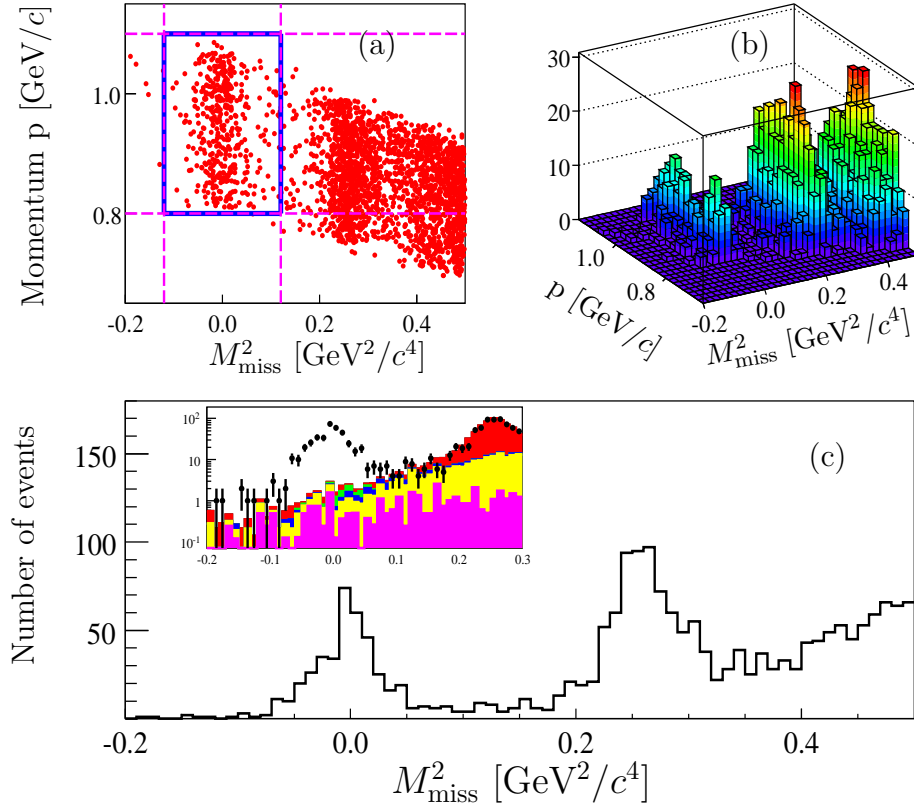 (a)
Momentum p [GeV/c]
1.0
0.8
-0.2 0.0 0.2 0.4
M²miss [GeV²/c⁴]
(b)
30
20
10
0
1.0
0.8
p [GeV/c]
-0.2 0.0 0.2 0.4
M²miss [GeV²/c⁴]
(c)
Number of events
150
100
50
-0.2 0.0 0.2 0.4
M²miss [GeV²/c⁴]
10²
10
1
10⁻¹
-0.2 -0.1 0.0 0.1 0.2 0.3